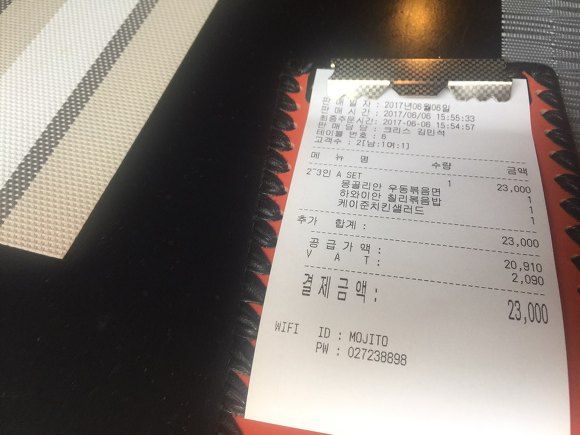 판 매 일 자 : 2017년06월06일
판 매 시 간 : 2017/06/06 15:55:33
최종주문시간: 2017-06-06 15:54:57
판 매 담 당 : 크리스 김민석
테이블 번호 : 6
고객수 : 2[남:1여:1]
메 뉴 명 수량 금액
2~3인 A SET 1 23,000
몽골리안 우동볶음면 1
하와이안 칠리볶음밥 1
케이준치킨샐러드 1
추가 합계: 23,000
공 급 가 액 : 20,910
V A T : 2,090
결제금액: 23,000
WIFI ID : MOJITO
PW : 027238898